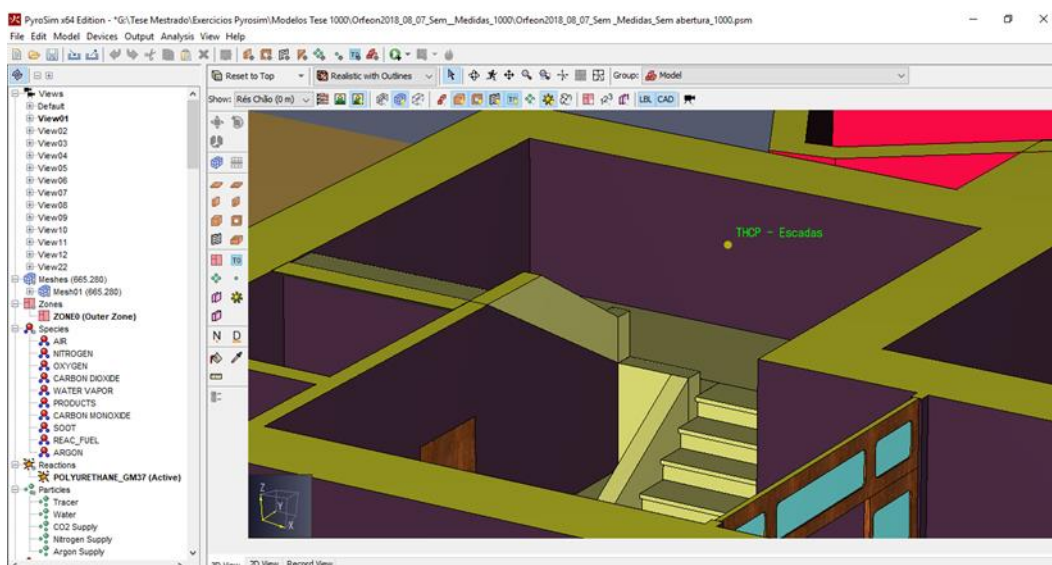 PyroSim x64 Edition - *G:\Tese Mestrado\Exercicios Pyrosim\Modelos Tese 1000\Orfeon2018_08_07_Sem__Medidas_1000\Orfeon2018_08_07_Sem _Medidas_Sem abertura_1000.psm
File Edit Model Devices Output Analysis View Help
Reset to Top
Realistic with Outlines
Group: Model
Show: Rés Chão (0 m)
LBL CAD
Views
Default
View01
View02
View03
View04
View05
View06
View07
View08
View09
View10
View11
View12
View22
Meshes (665.280)
Mesh01 (665.280)
Zones
ZONE0 (Outer Zone)
Species
AIR
NITROGEN
OXYGEN
CARBON DIOXIDE
WATER VAPOR
PRODUCTS
CARBON MONOXIDE
SOOT
REAC_FUEL
ARGON
Reactions
POLYURETHANE_GM37 (Active)
Particles
Tracer
Water
CO2 Supply
Nitrogen Supply
Argon Supply
N D
THCP - Escadas
Z
Y
X
3D View 2D View Record View